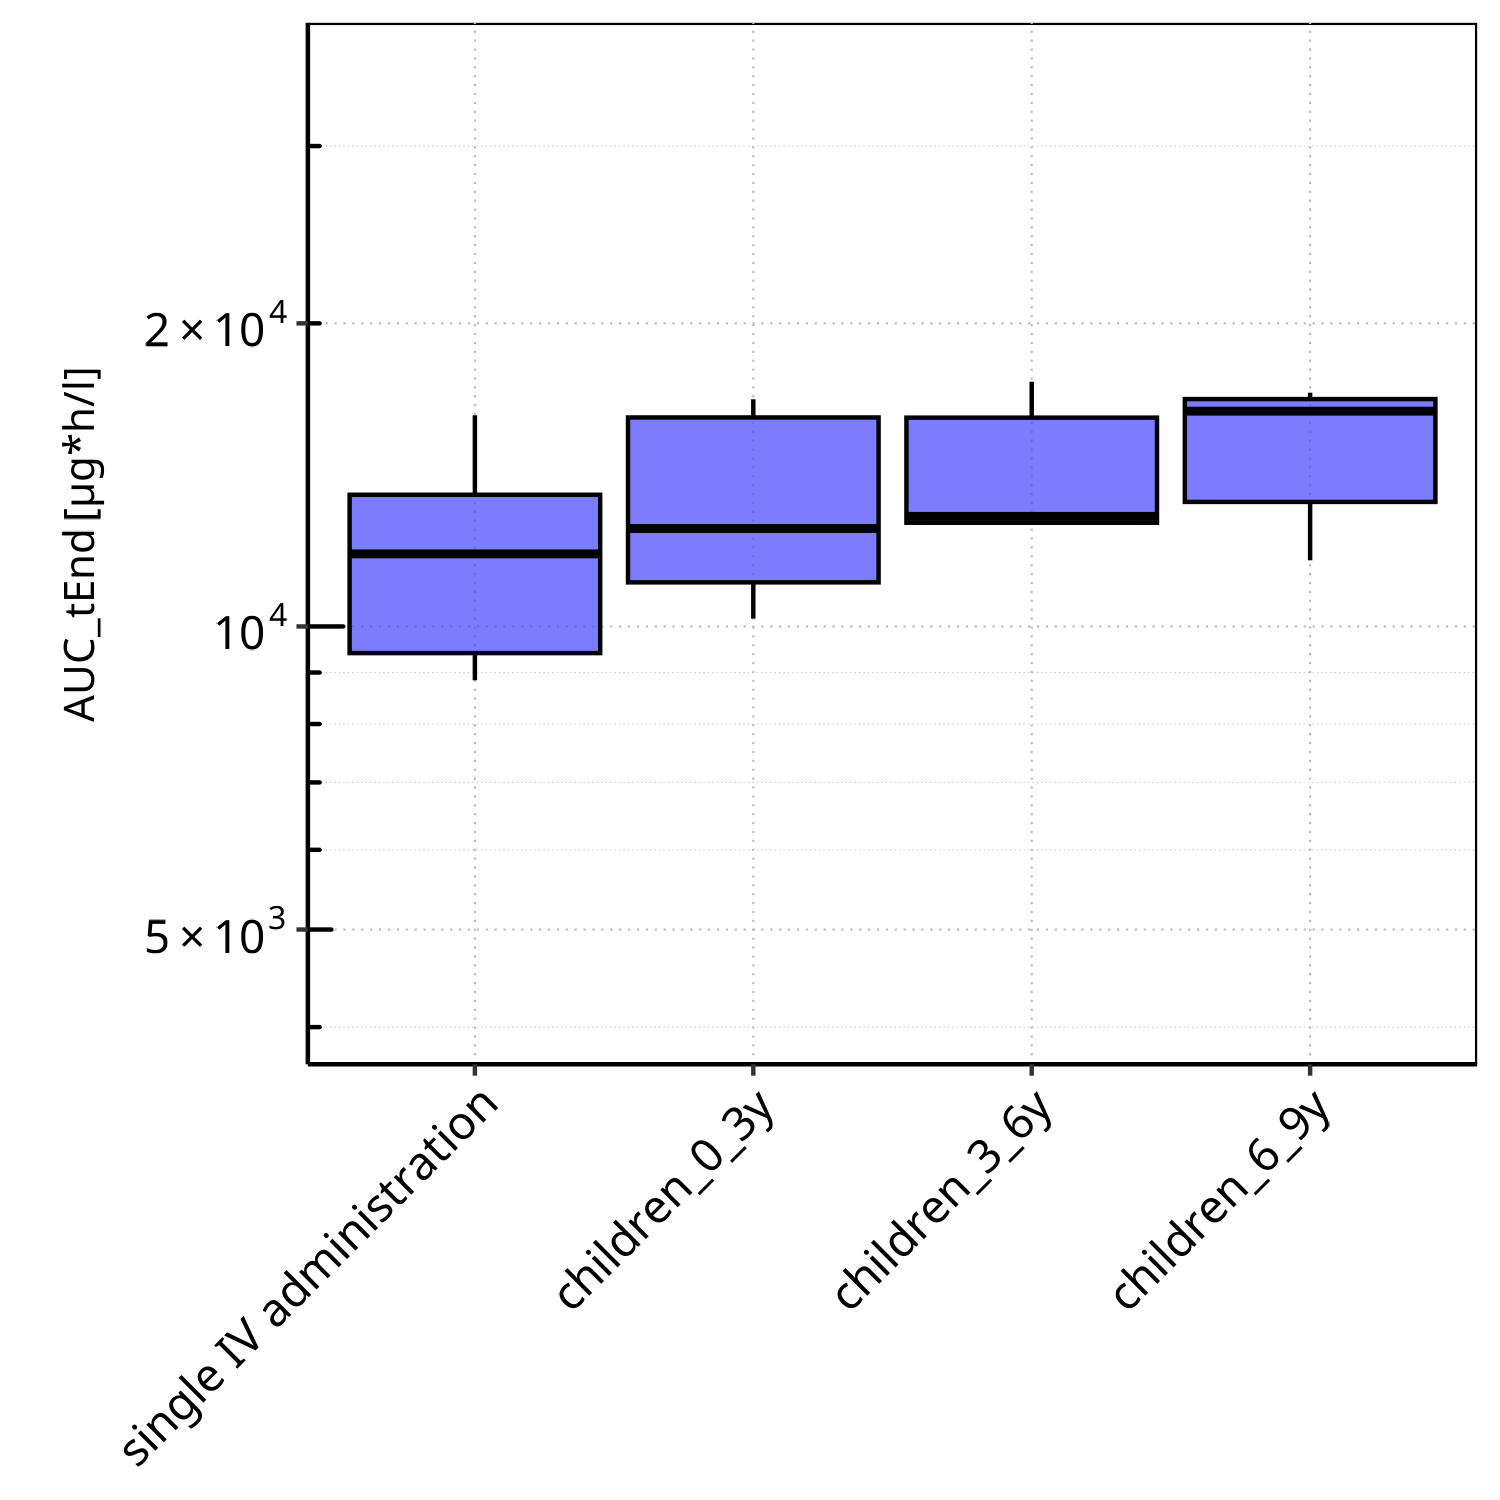 AUC_tEnd [µg*h/l]
2 × 10⁴
10⁴
5 × 10³
single IV administration
children_0_3y
children_3_6y
children_6_9y